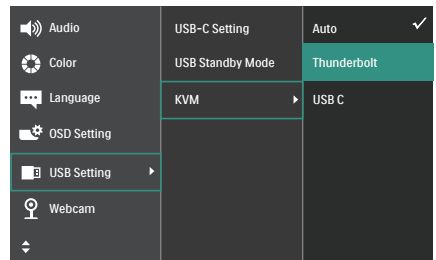 Audio
Color
Language
OSD Setting
USB Setting
Webcam
USB-C Setting
USB Standby Mode
KVM
Auto
Thunderbolt
USB C